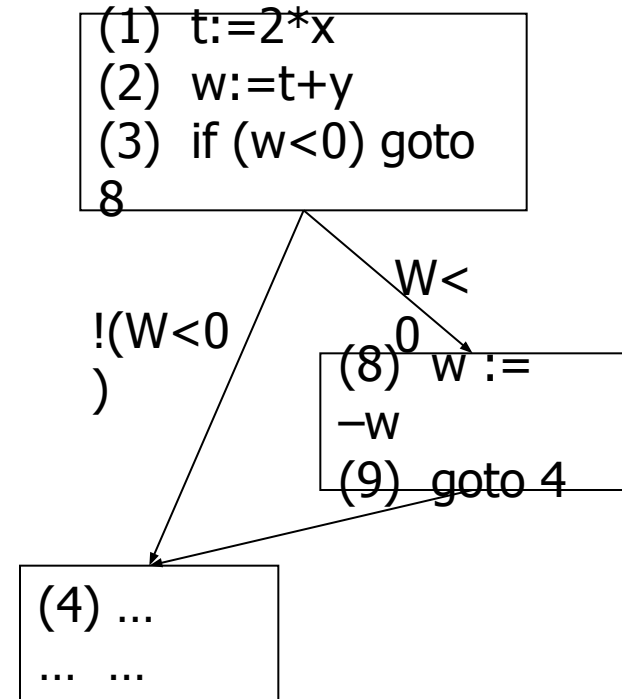 (1) t:=2*x
(2) w:=t+y
(3) if (w<0) goto
8
W<
0
!(W<0
)
(8) w :=
–w
(9) goto 4
(4) ...
... ...